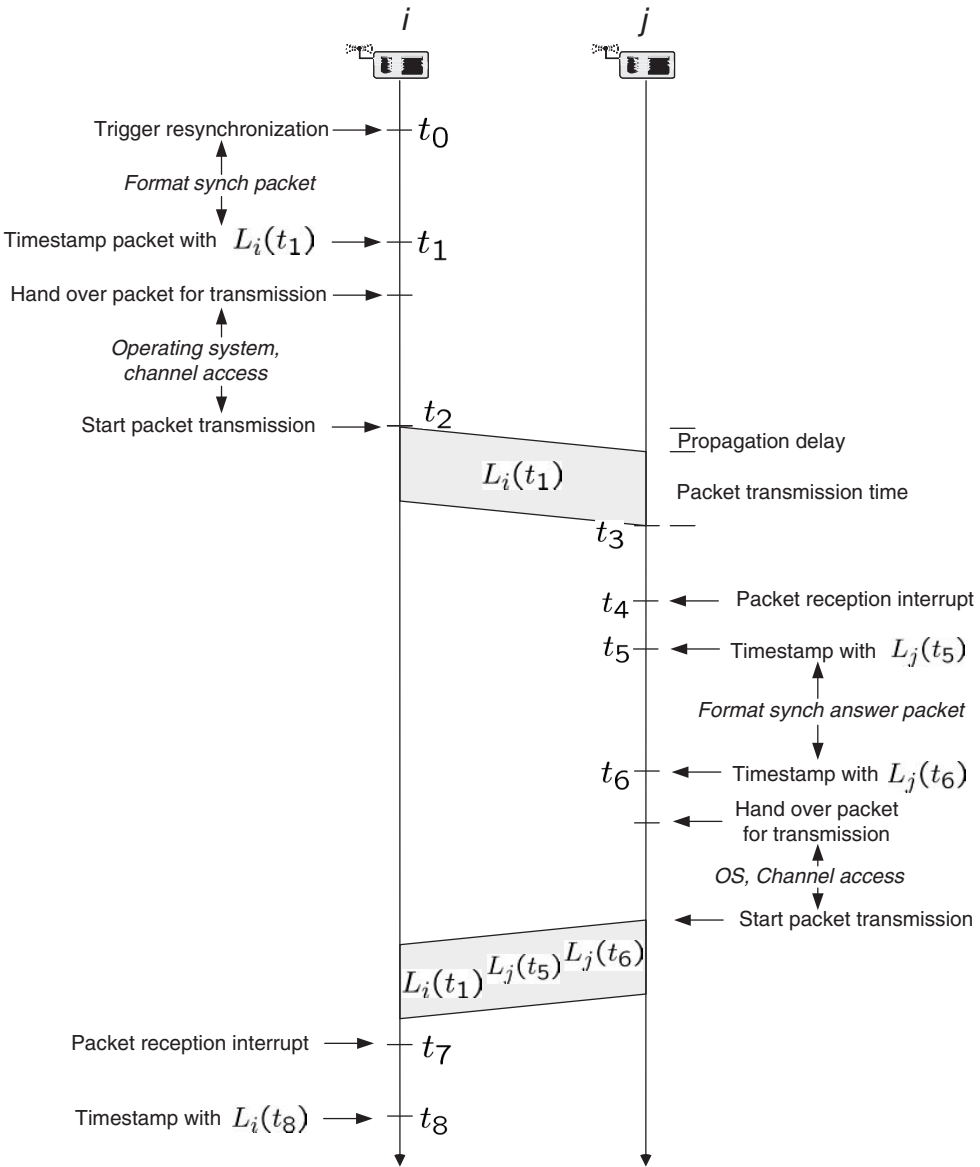 i
j
Trigger resynchronization
t0
Format synch packet
Timestamp packet with Li(t1)
t1
Hand over packet for transmission
Operating system,
channel access
t2
Start packet transmission
Propagation delay
Li(t1)
Packet transmission time
t3
t4
Packet reception interrupt
t5
Timestamp with Lj(t5)
Format synch answer packet
t6
Timestamp with Lj(t6)
Hand over packet
for transmission
OS, Channel access
Start packet transmission
Li(t1) Lj(t5) Lj(t6)
Packet reception interrupt
t7
Timestamp with Li(t8)
t8